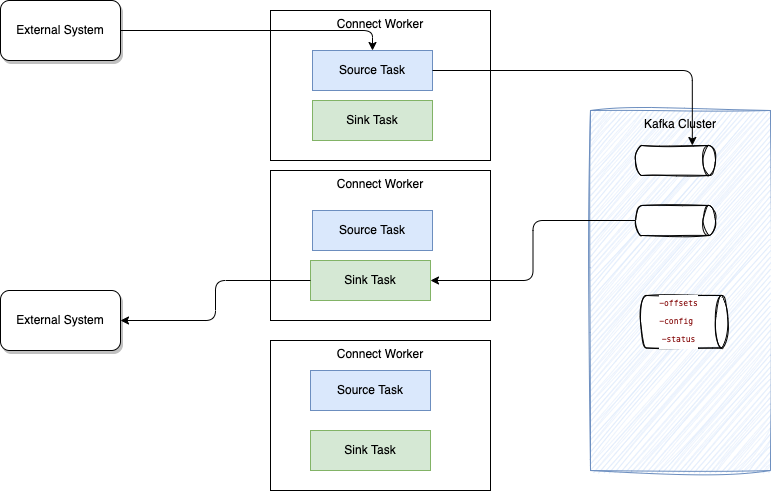 External System
Connect Worker
Source Task
Sink Task
Kafka Cluster
Connect Worker
Source Task
Sink Task
External System
-offsets
-config
-status
Connect Worker
Source Task
Sink Task